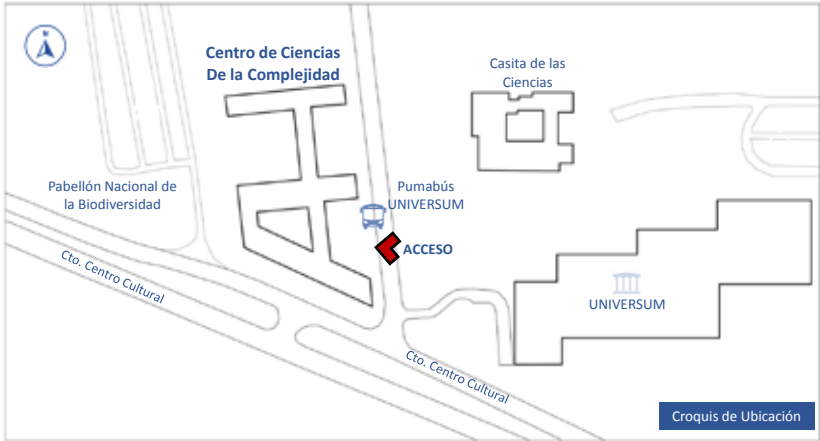 Centro de Ciencias
De la Complejidad
Casita de las
Ciencias
Pabellón Nacional de
la Biodiversidad
Pumabús
UNIVERSUM
ACCESO
Cto. Centro Cultural
UNIVERSUM
Cto. Centro Cultural
Croquis de Ubicación